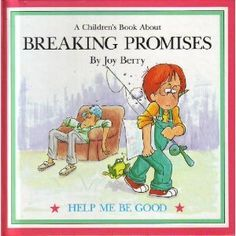 A Children's Book About
BREAKING PROMISES
By Joy Berry
HELP ME BE GOOD